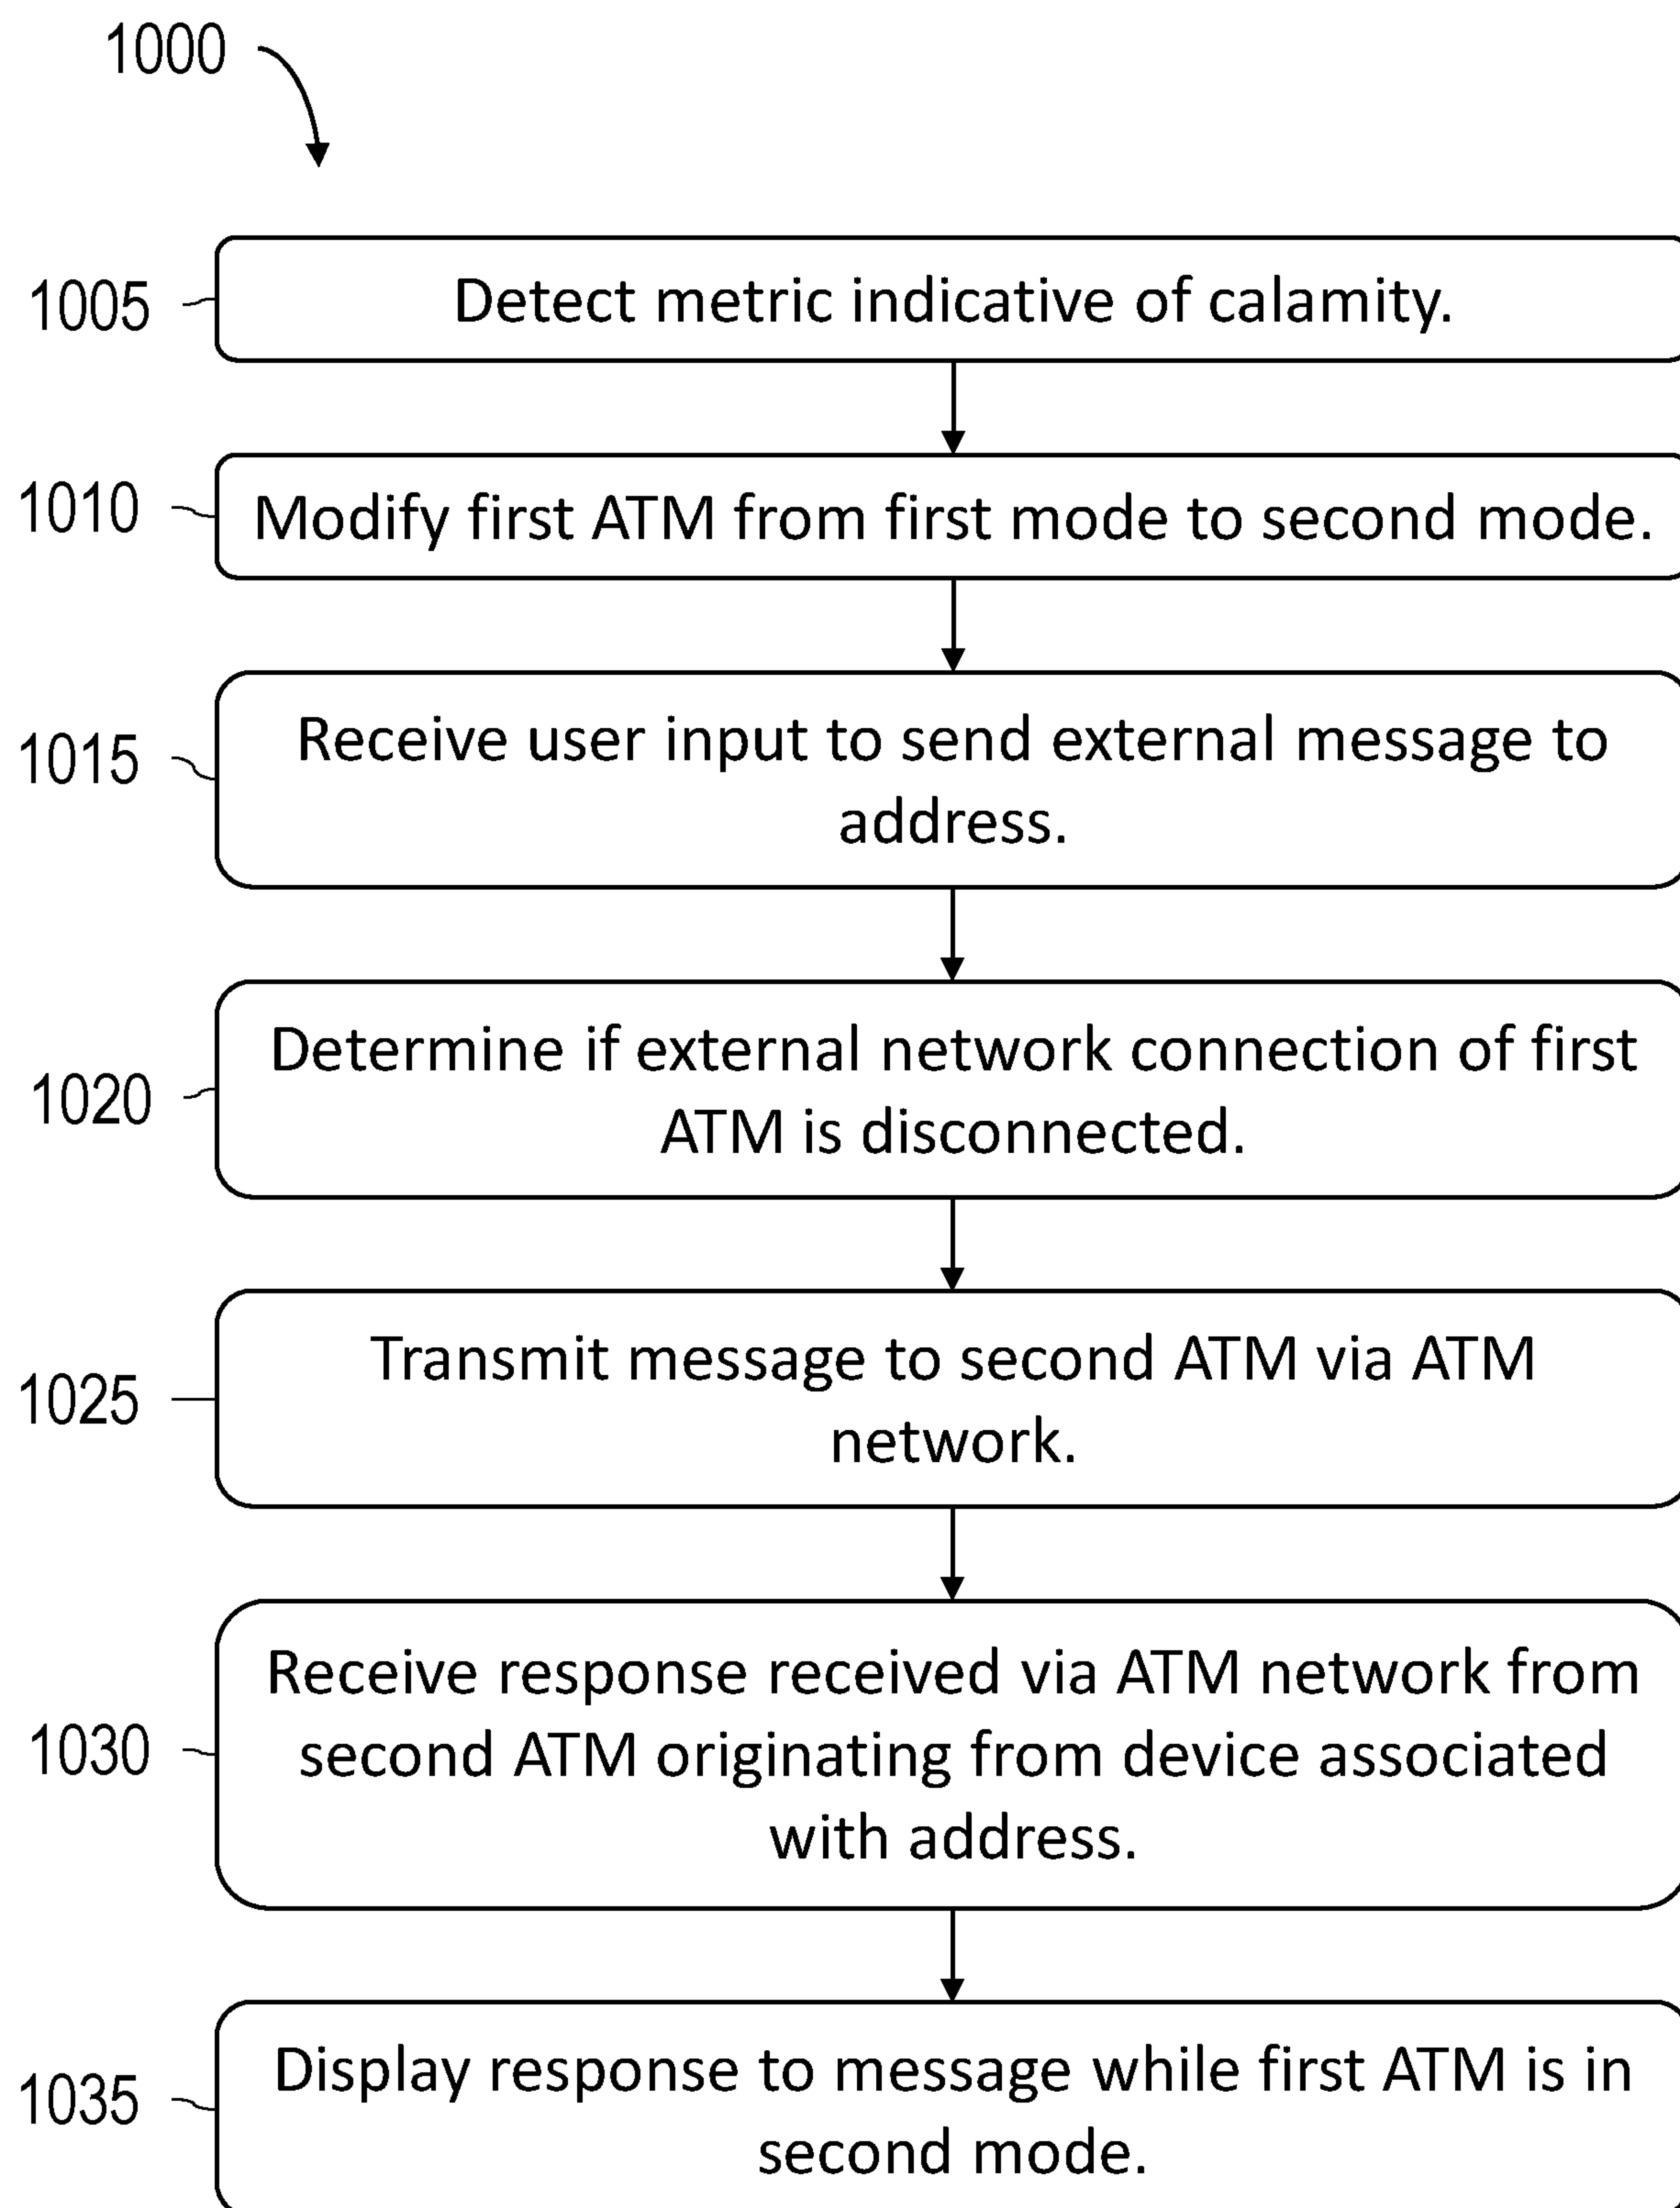 1000
1005
Detect metric indicative of calamity.
1010
Modify first ATM from first mode to second mode.
1015
Receive user input to send external message to
address.
1020
Determine if external network connection of first
ATM is disconnected.
1025
Transmit message to second ATM via ATM
network.
1030
Receive response received via ATM network from
second ATM originating from device associated
with address.
1035
Display response to message while first ATM is in
second mode.